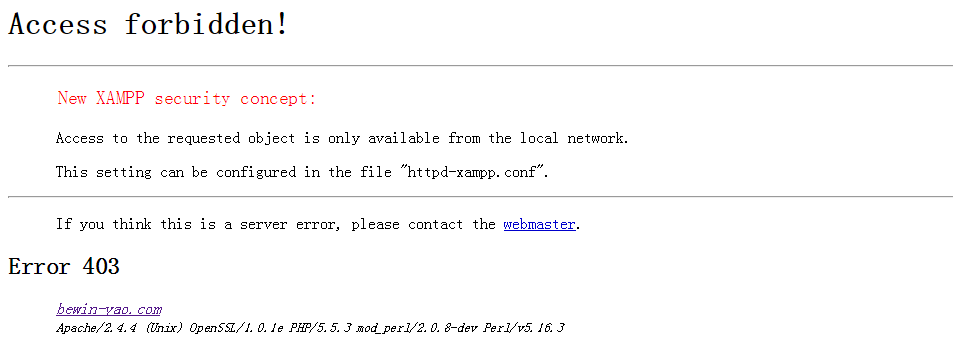 Access forbidden!
New XAMPP security concept:
Access to the requested object is only available from the local network.
This setting can be configured in the file "httpd-xampp.conf".
If you think this is a server error, please contact the webmaster.
Error 403
bewin-yao.com
Apache/2.4.4 (Unix) OpenSSL/1.0.1e PHP/5.5.3 mod_perl/2.0.8-dev Perl/v5.16.3